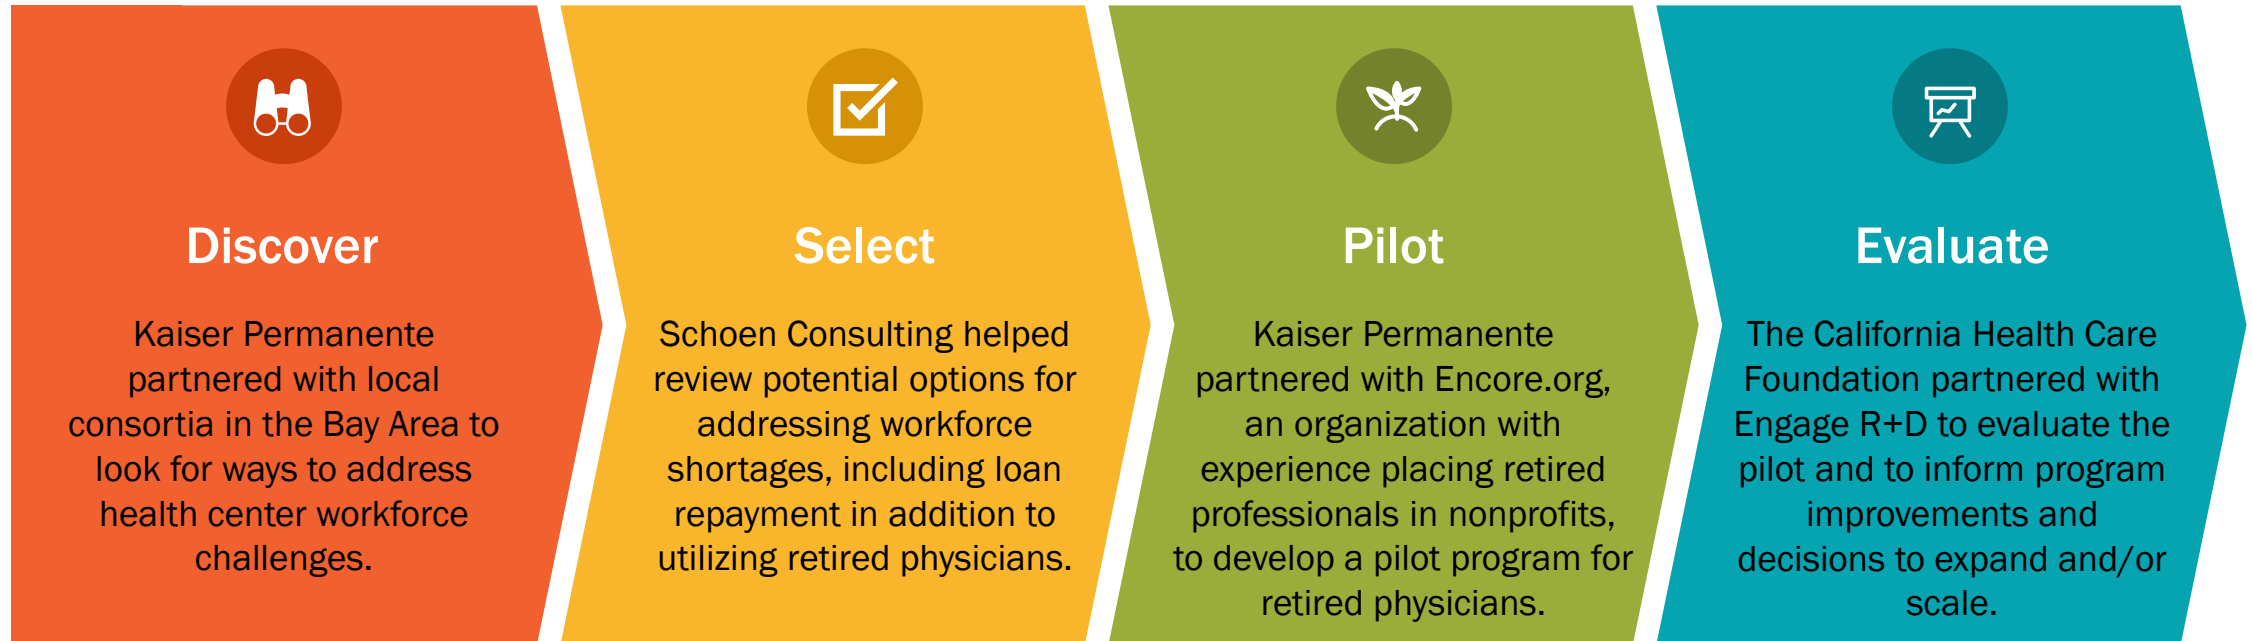 Discover
Kaiser Permanente
partnered with local
consortia in the Bay Area to
look for ways to address
health center workforce
challenges.
Select
Schoen Consulting helped
review potential options for
addressing workforce
shortages, including loan
repayment in addition to
utilizing retired physicians.
Pilot
Kaiser Permanente
partnered with Encore.org,
an organization with
experience placing retired
professionals in nonprofits,
to develop a pilot program for
retired physicians.
Evaluate
The California Health Care
Foundation partnered with
Engage R+D to evaluate the
pilot and to inform program
improvements and
decisions to expand and/or
scale.